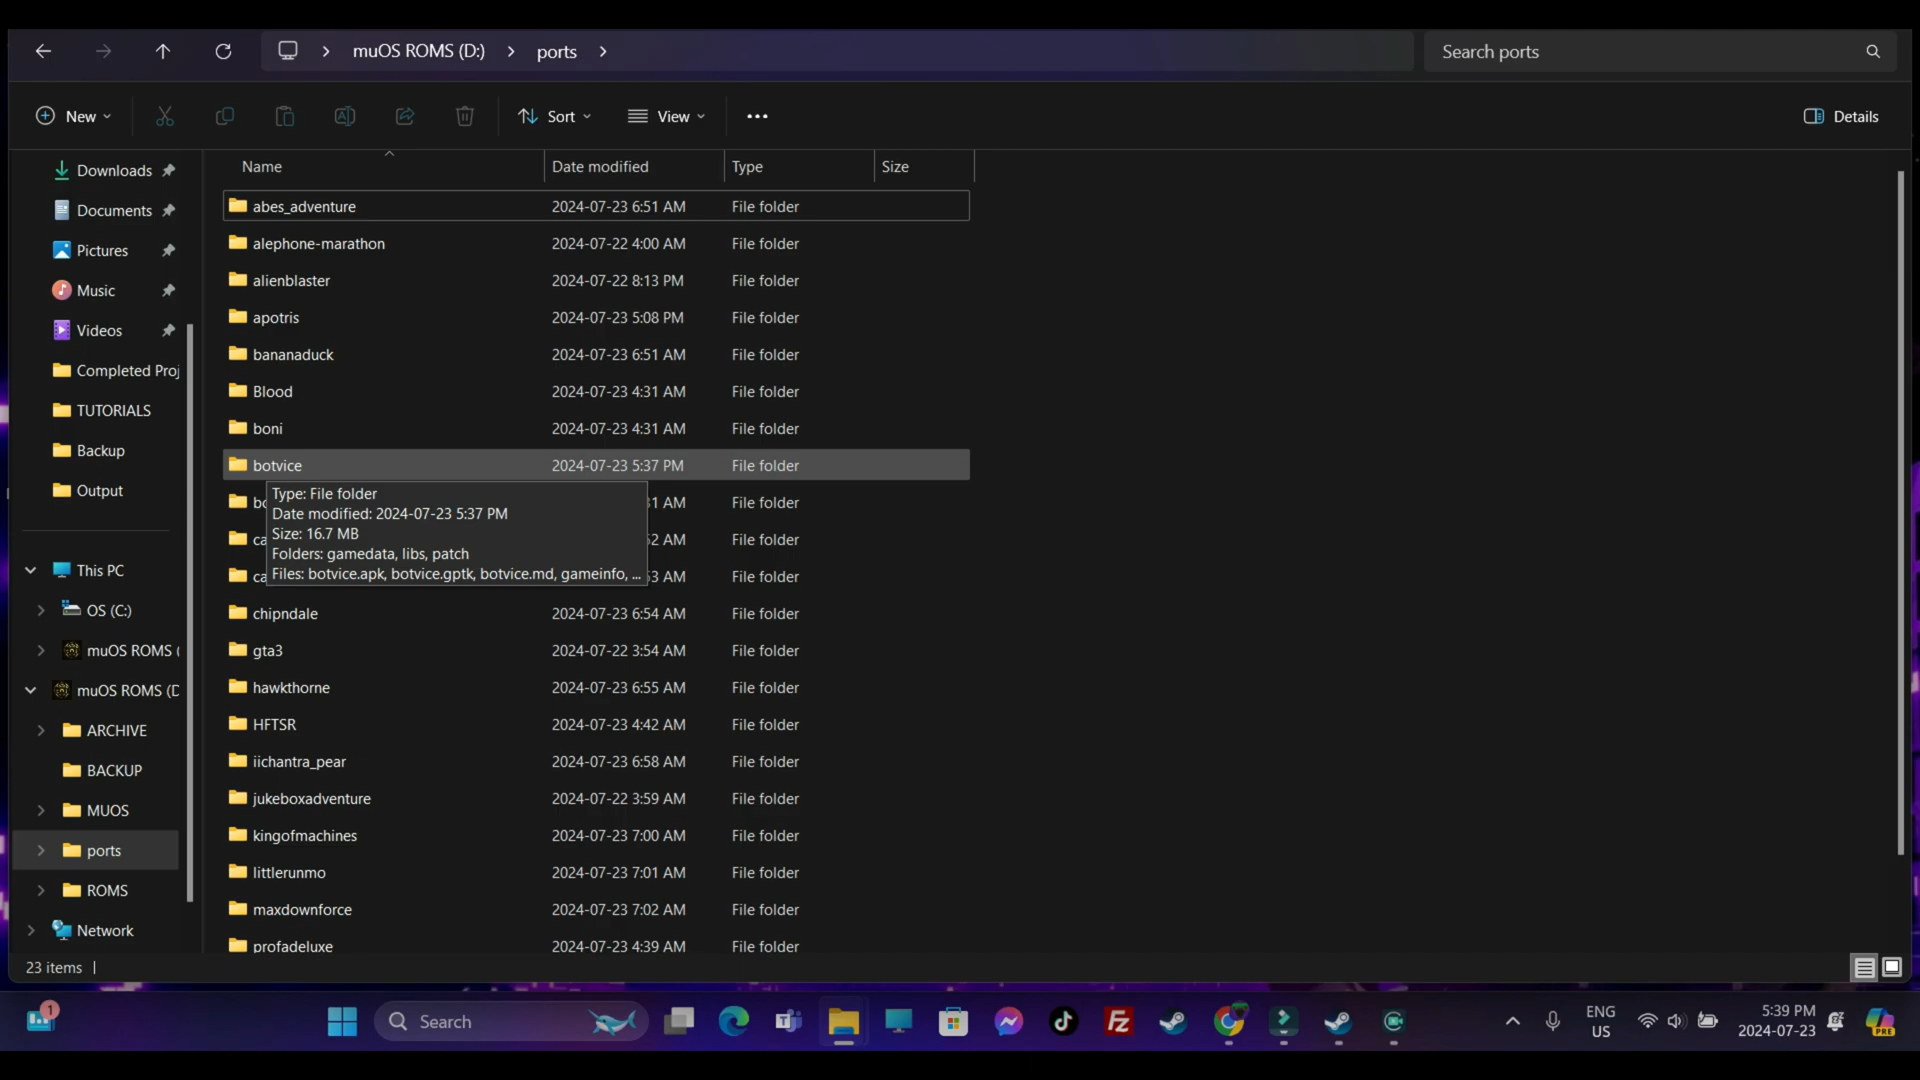 muOS ROMS (D:) > ports >
Search ports
New
Sort
View
Details
Name
Date modified
Type
Size
Downloads
Documents
Pictures
Music
Videos
Completed Proj
TUTORIALS
Backup
Output
This PC
OS (C:)
muOS ROMS (
muOS ROMS (D
ARCHIVE
BACKUP
MUOS
ports
ROMS
Network
abes_adventure 2024-07-23 6:51 AM File folder
alephone-marathon 2024-07-22 4:00 AM File folder
alienblaster 2024-07-22 8:13 PM File folder
apotris 2024-07-23 5:08 PM File folder
bananaduck 2024-07-23 6:51 AM File folder
Blood 2024-07-23 4:31 AM File folder
boni 2024-07-23 4:31 AM File folder
botvice 2024-07-23 5:37 PM File folder
1 AM File folder
2 AM File folder
ca 3 AM File folder
Type: File folder
Date modified: 2024-07-23 5:37 PM
Size: 16.7 MB
Folders: gamedata, libs, patch
Files: botvice.apk, botvice.gptk, botvice.md, gameinfo, ...
chipndale 2024-07-23 6:54 AM File folder
gta3 2024-07-22 3:54 AM File folder
hawkthorne 2024-07-23 6:55 AM File folder
HFTSR 2024-07-23 4:42 AM File folder
iichantra_pear 2024-07-23 6:58 AM File folder
jukeboxadventure 2024-07-22 3:59 AM File folder
kingofmachines 2024-07-23 7:00 AM File folder
littlerunmo 2024-07-23 7:01 AM File folder
maxdownforce 2024-07-23 7:02 AM File folder
profadeluxe 2024-07-23 4:39 AM File folder
23 items
1
Search
ENG
US
5:39 PM
2024-07-23
PRE